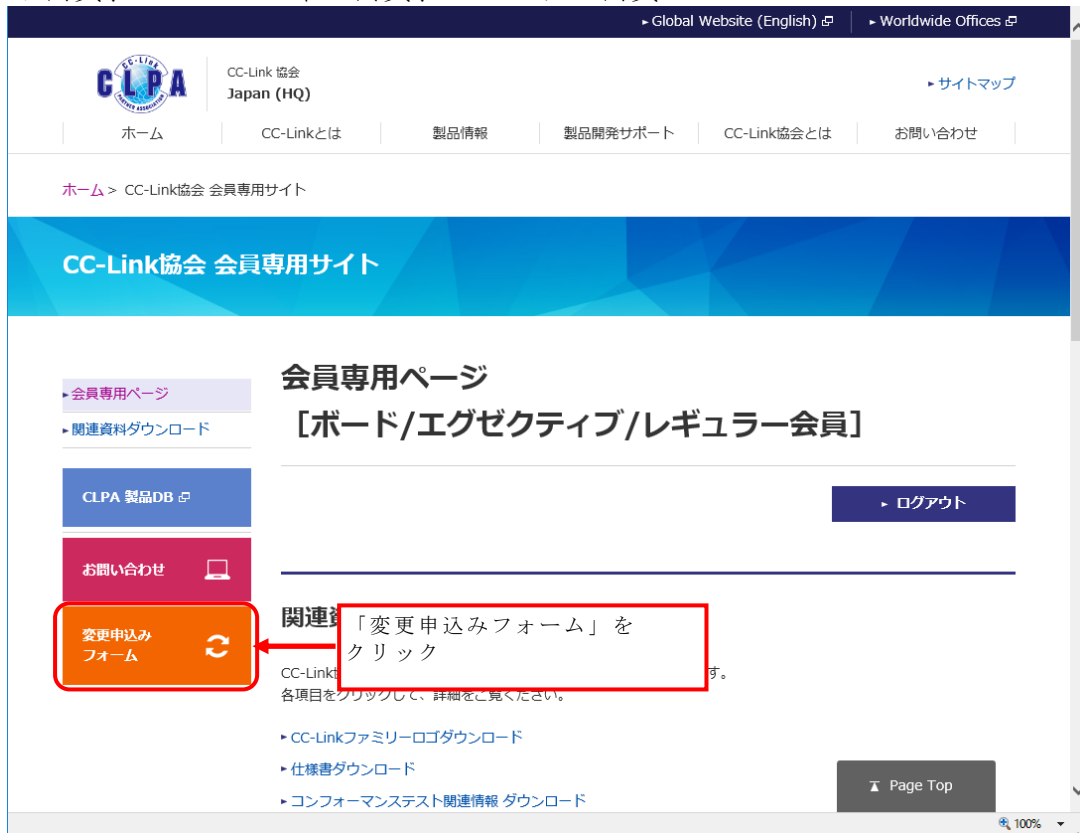 ▸Global Website (English)
▸Worldwide Offices
CC-Link
CLPA
PARTNER ASSOCIATION
CC-Link 協会
Japan (HQ)
▸サイトマップ
ホーム
CC-Linkとは
製品情報
製品開発サポート
CC-Link協会とは
お問い合わせ
ホーム > CC-Link協会 会員専用サイト
CC-Link協会 会員専用サイト
▸会員専用ページ
▸関連資料ダウンロード
CLPA 製品DB
お問い合わせ
変更申込み
フォーム
会員専用ページ
［ボード/エグゼクティブ/レギュラー会員］
▸ ログアウト
関連
「変更申込みフォーム」を
クリック
CC-Link
す。
各項目をクリックして、詳細をご覧ください。
▸CC-Linkファミリーロゴダウンロード
▸仕様書ダウンロード
▸コンフォーマンステスト関連情報 ダウンロード
Page Top
100%